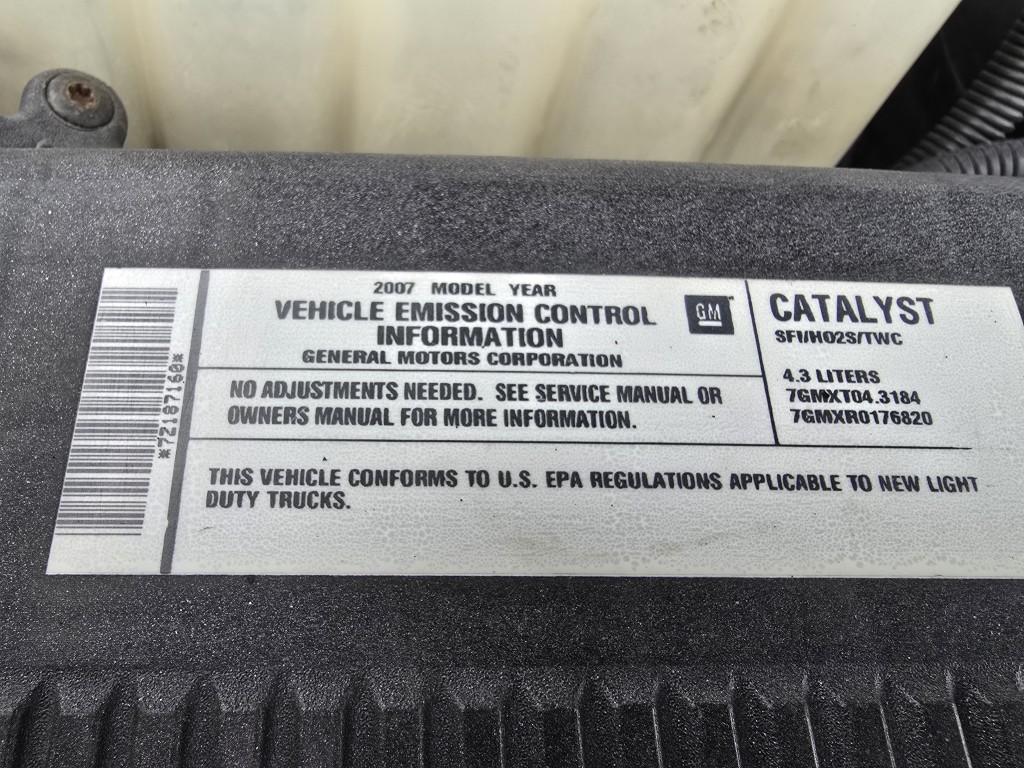 *72187160*
2007 MODEL YEAR
VEHICLE EMISSION CONTROL
INFORMATION
GENERAL MOTORS CORPORATION
GM
NO ADJUSTMENTS NEEDED. SEE SERVICE MANUAL OR
OWNERS MANUAL FOR MORE INFORMATION.
CATALYST
SFI/HO2S/TWC
4.3 LITERS
7GMXT04.3184
7GMXR0176820
THIS VEHICLE CONFORMS TO U.S. EPA REGULATIONS APPLICABLE TO NEW LIGHT
DUTY TRUCKS.